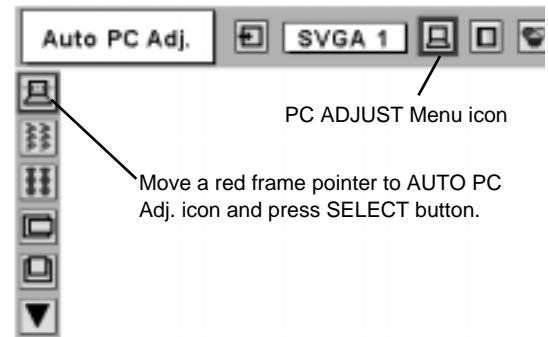 Auto PC Adj. SVGA 1
PC ADJUST Menu icon
Move a red frame pointer to AUTO PC
Adj. icon and press SELECT button.